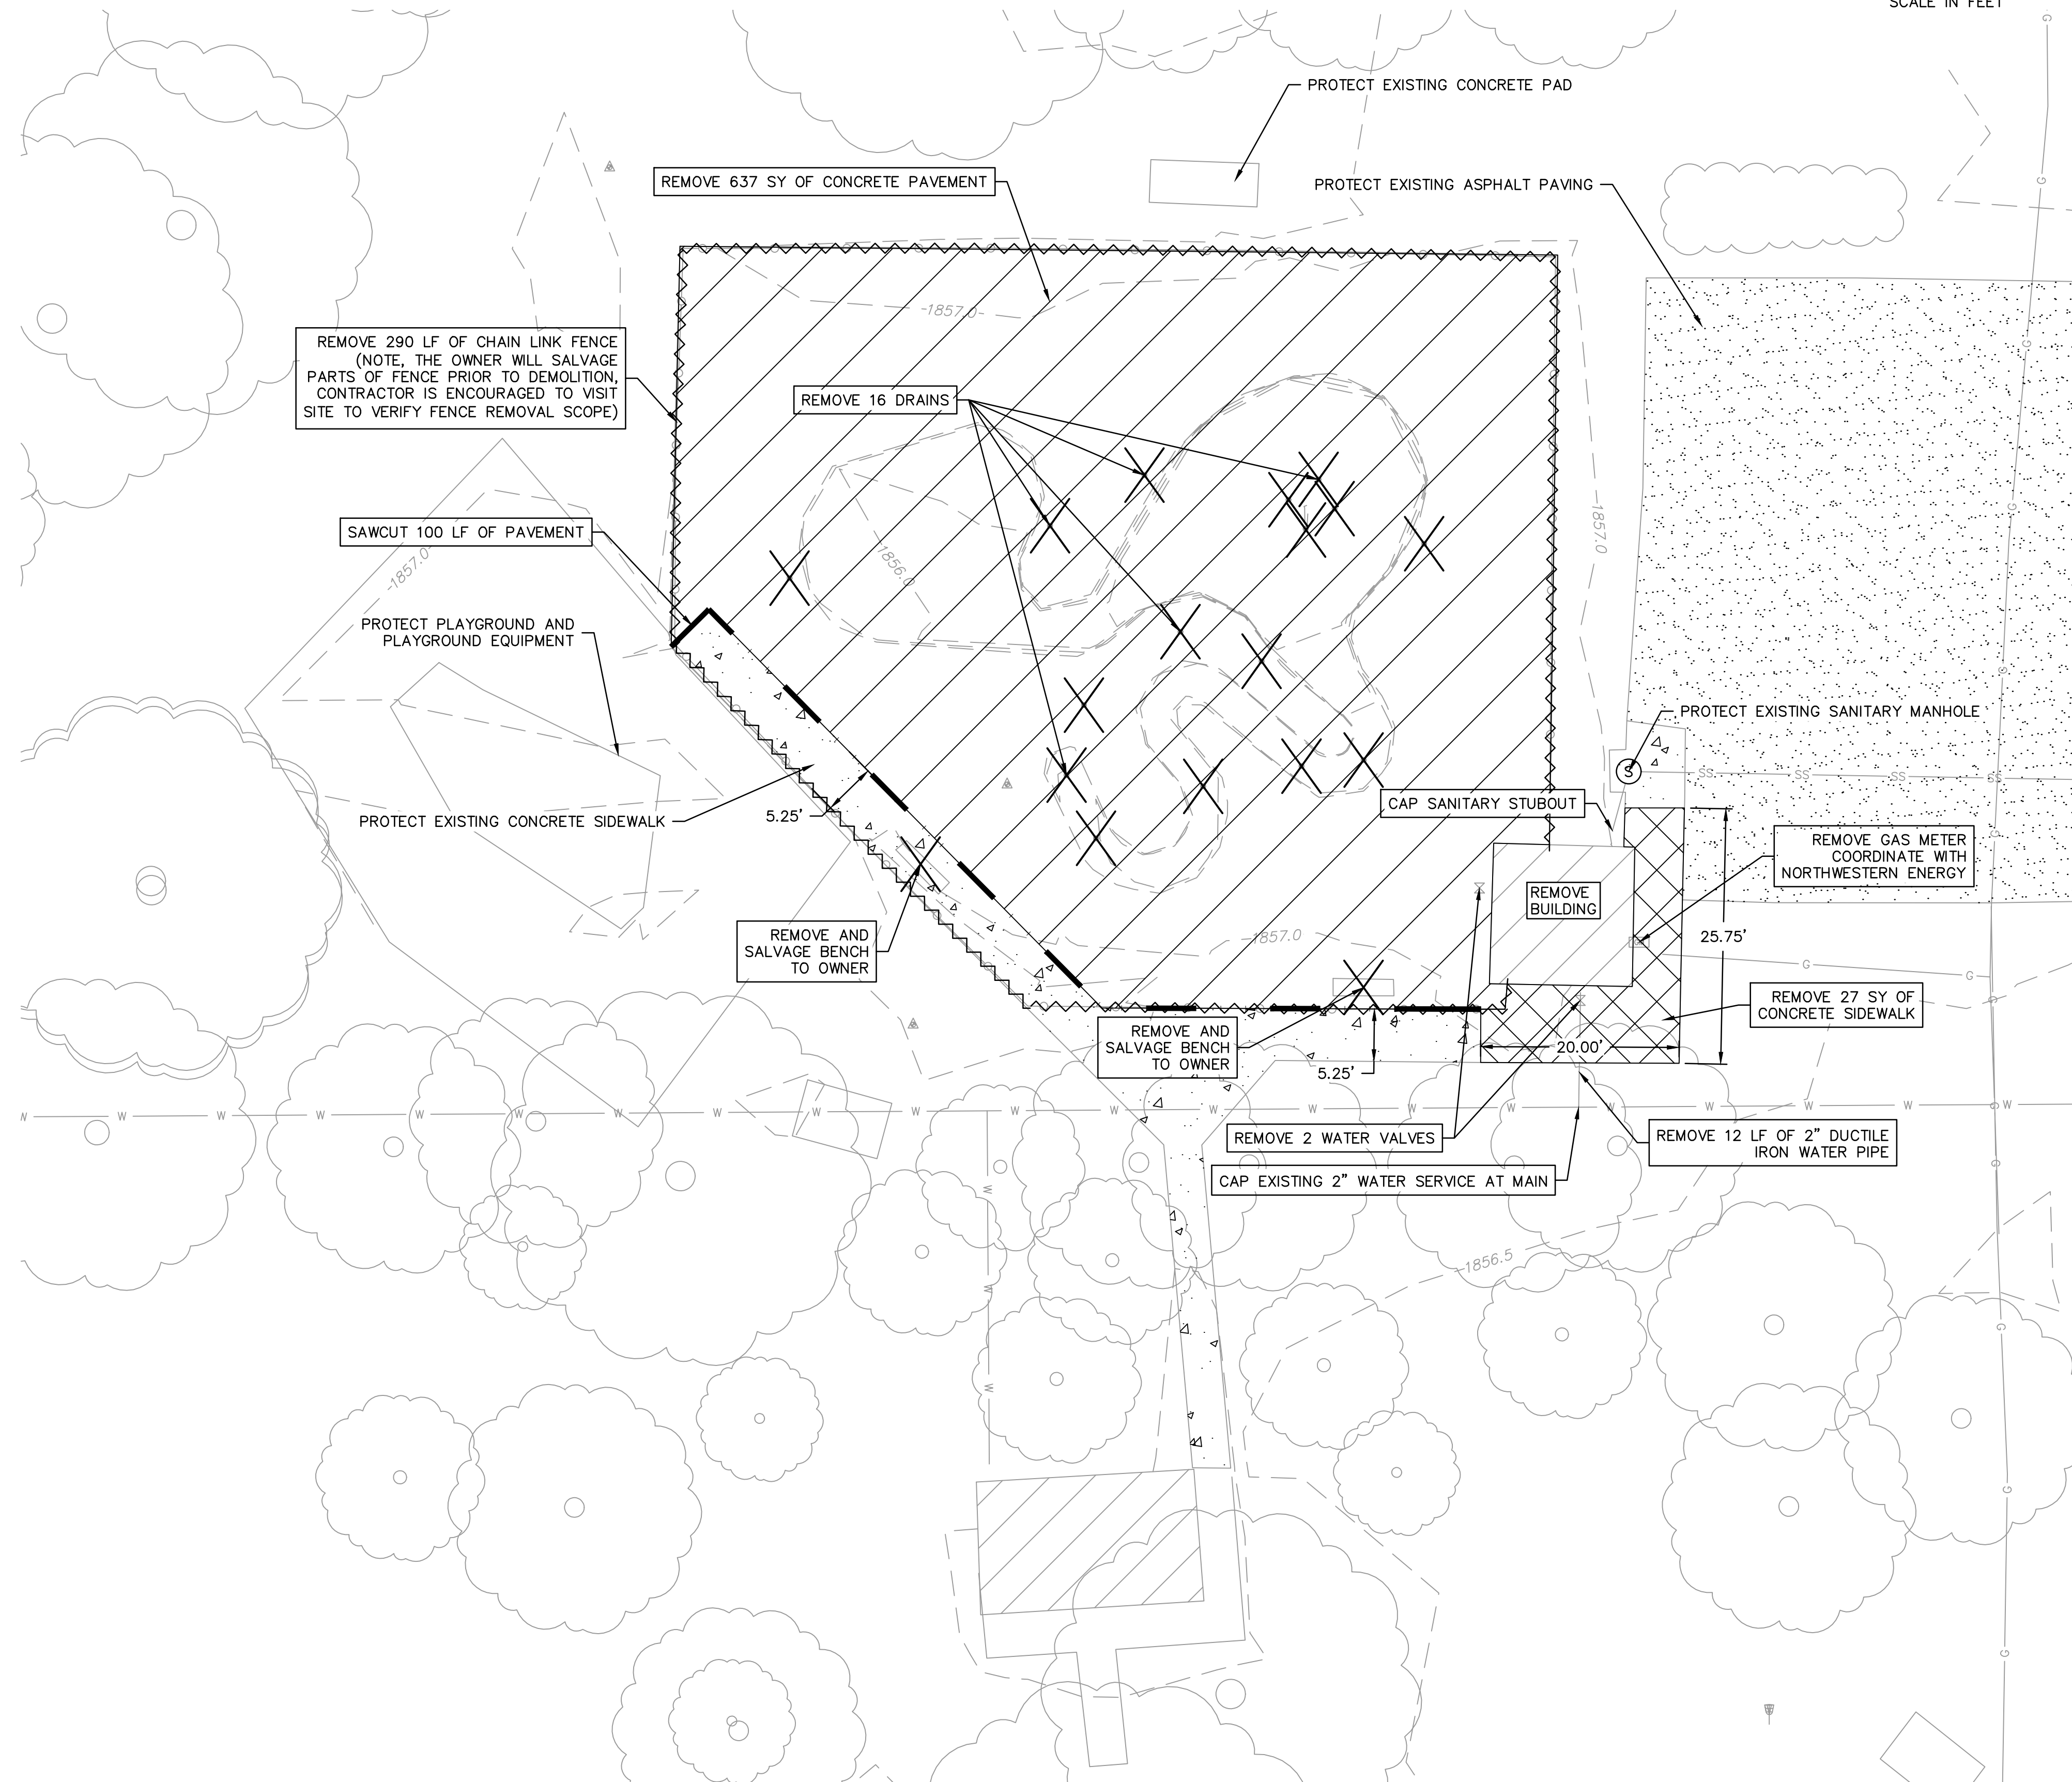 SCALE IN FEET
PROTECT EXISTING CONCRETE PAD
REMOVE 637 SY OF CONCRETE PAVEMENT
PROTECT EXISTING ASPHALT PAVING
-1857.0-
REMOVE 290 LF OF CHAIN LINK FENCE
(NOTE, THE OWNER WILL SALVAGE
PARTS OF FENCE PRIOR TO DEMOLITION,
CONTRACTOR IS ENCOURAGED TO VISIT
SITE TO VERIFY FENCE REMOVAL SCOPE)
REMOVE 16 DRAINS
SAWCUT 100 LF OF PAVEMENT
-1857.0-
1856.0
1857.0
PROTECT PLAYGROUND AND
PLAYGROUND EQUIPMENT
PROTECT EXISTING SANITARY MANHOLE
S
SS
SS
SS
SS
CAP SANITARY STUBOUT
5.25'
PROTECT EXISTING CONCRETE SIDEWALK
REMOVE GAS METER
COORDINATE WITH
NORTHWESTERN ENERGY
REMOVE
BUILDING
25.75'
REMOVE AND
SALVAGE BENCH
TO OWNER
1857.0
G
G
REMOVE 27 SY OF
CONCRETE SIDEWALK
REMOVE AND
SALVAGE BENCH
TO OWNER
20.00'
5.25'
W W W W W W W W W W W W W W W W W W W W W
REMOVE 2 WATER VALVES
REMOVE 12 LF OF 2" DUCTILE
IRON WATER PIPE
CAP EXISTING 2" WATER SERVICE AT MAIN
W
W
W
1856.5
G
G
G
G
G
G
G
G
G
G
G
G